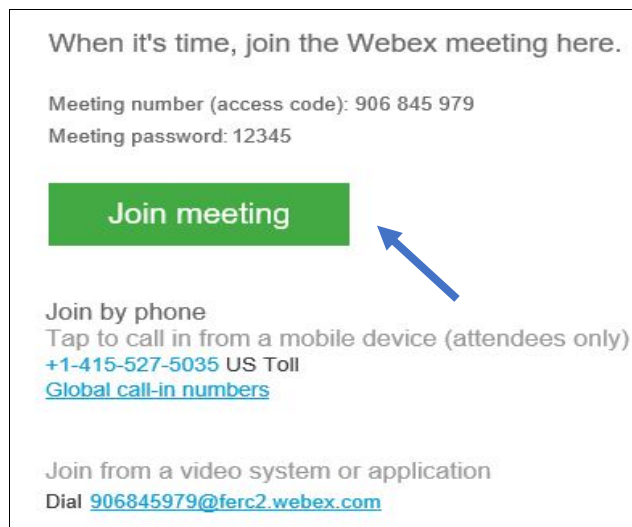 When it's time, join the Webex meeting here.
Meeting number (access code): 906 845 979
Meeting password: 12345
Join meeting
Join by phone
Tap to call in from a mobile device (attendees only)
+1-415-527-5035 US Toll
Global call-in numbers
Join from a video system or application
Dial 906845979@ferc2.webex.com